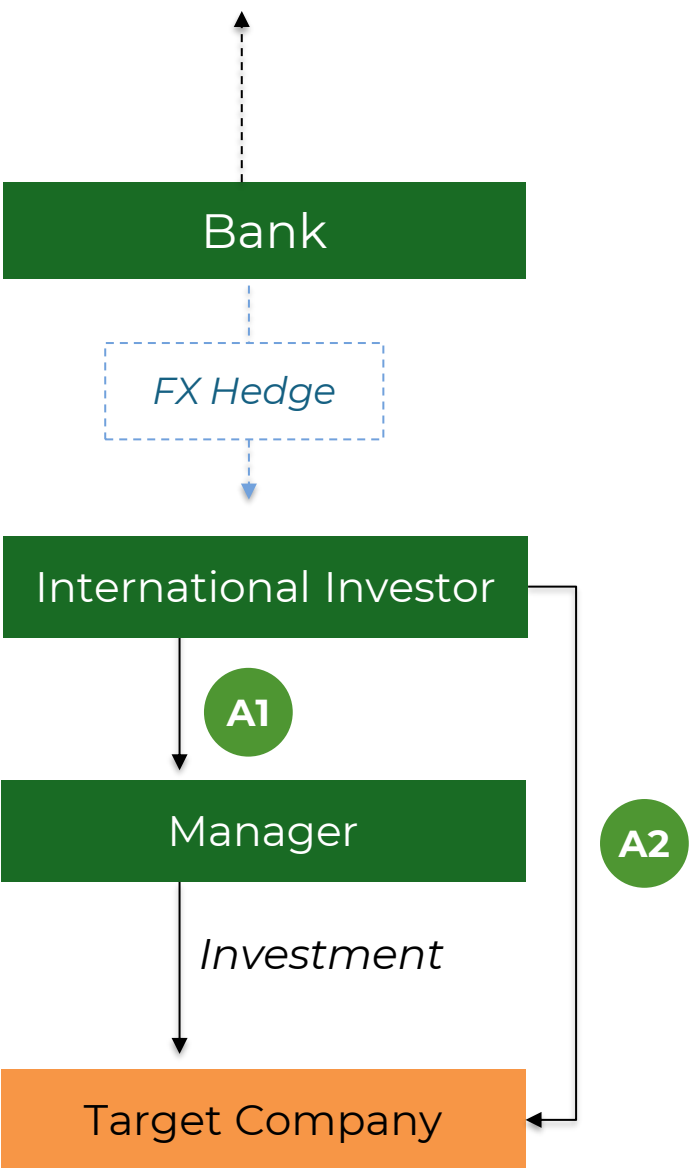 Bank
FX Hedge
International Investor
A1
Manager
A2
Investment
Target Company